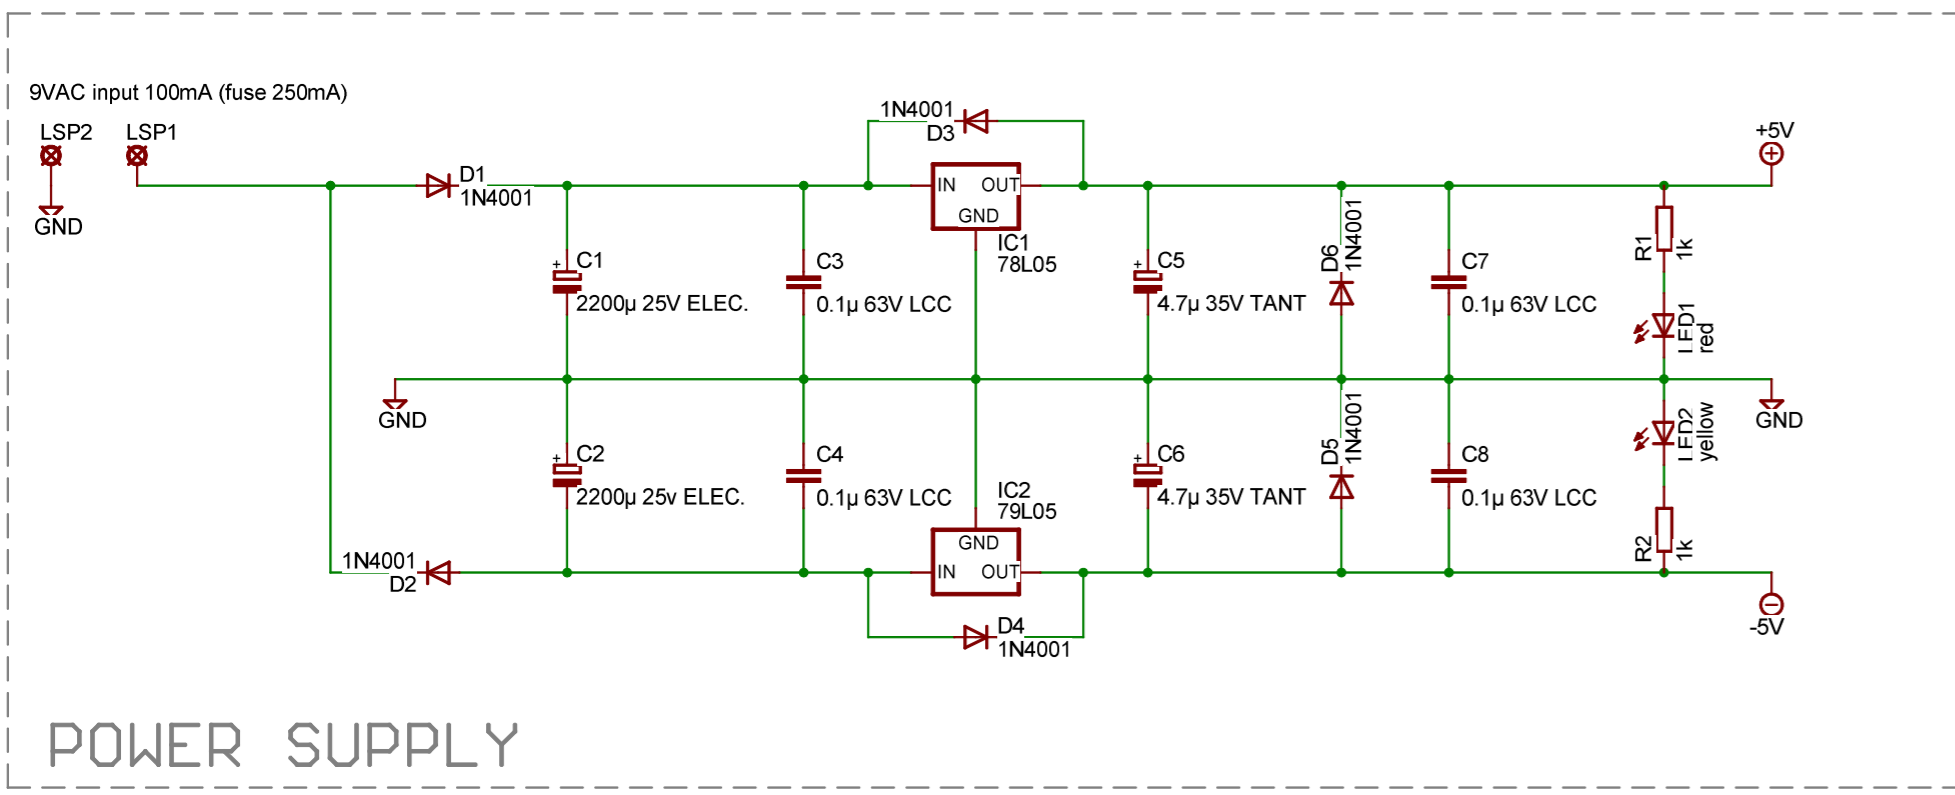 9VAC input 100mA (fuse 250mA)
LSP2
LSP1
GND
D1
1N4001
1N4001
D3
IN
OUT
GND
IC1
78L05
+5V
C1
2200µ 25V ELEC.
C3
0.1µ 63V LCC
C5
4.7µ 35V TANT
D6
1N4001
C7
0.1µ 63V LCC
R1
1k
LED1
red
GND
GND
C2
2200µ 25v ELEC.
C4
0.1µ 63V LCC
C6
4.7µ 35V TANT
D5
1N4001
C8
0.1µ 63V LCC
LED2
yellow
R2
1k
IC2
79L05
GND
IN
OUT
1N4001
D2
D4
1N4001
-5V
POWER SUPPLY